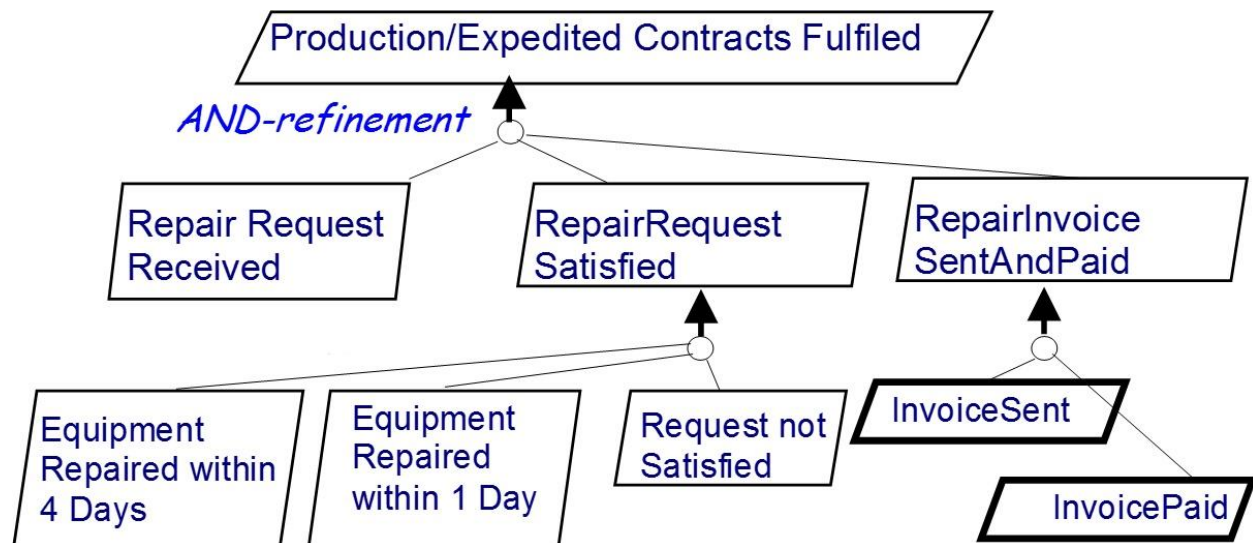 Production/Expedited Contracts Fulfiled
AND-refinement
Repair Request
Received
RepairRequest
Satisfied
RepairInvoice
SentAndPaid
Equipment
Repaired within
4 Days
Equipment
Repaired
within 1 Day
Request not
Satisfied
InvoiceSent
InvoicePaid